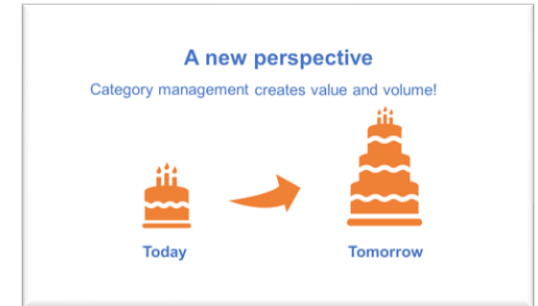 A new perspective
Category management creates value and volume!
Today
Tomorrow